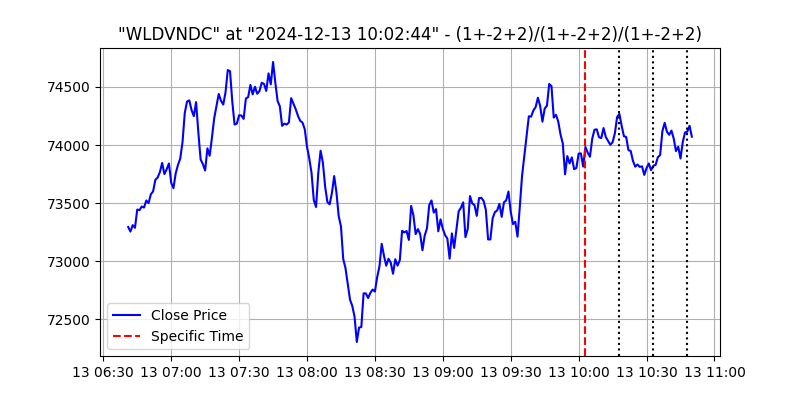 "WLDVNDC" at "2024-12-13 10:02:44" - (1+-2+2)/(1+-2+2)/(1+-2+2)
74500
74000
73500
73000
72500
Close Price
Specific Time
13 06:30 13 07:00 13 07:30 13 08:00 13 08:30 13 09:00 13 09:30 13 10:00 13 10:30 13 11:00